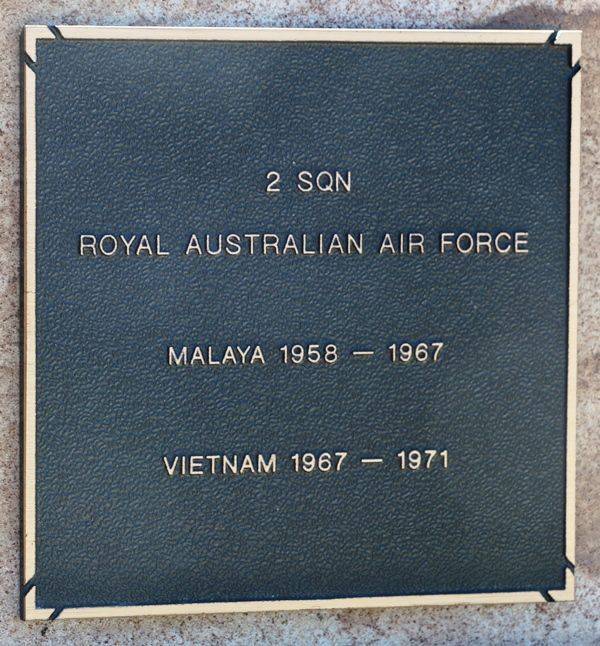 2 SQN
ROYAL AUSTRALIAN AIR FORCE
MALAYA 1958 — 1967
VIETNAM 1967 — 1971